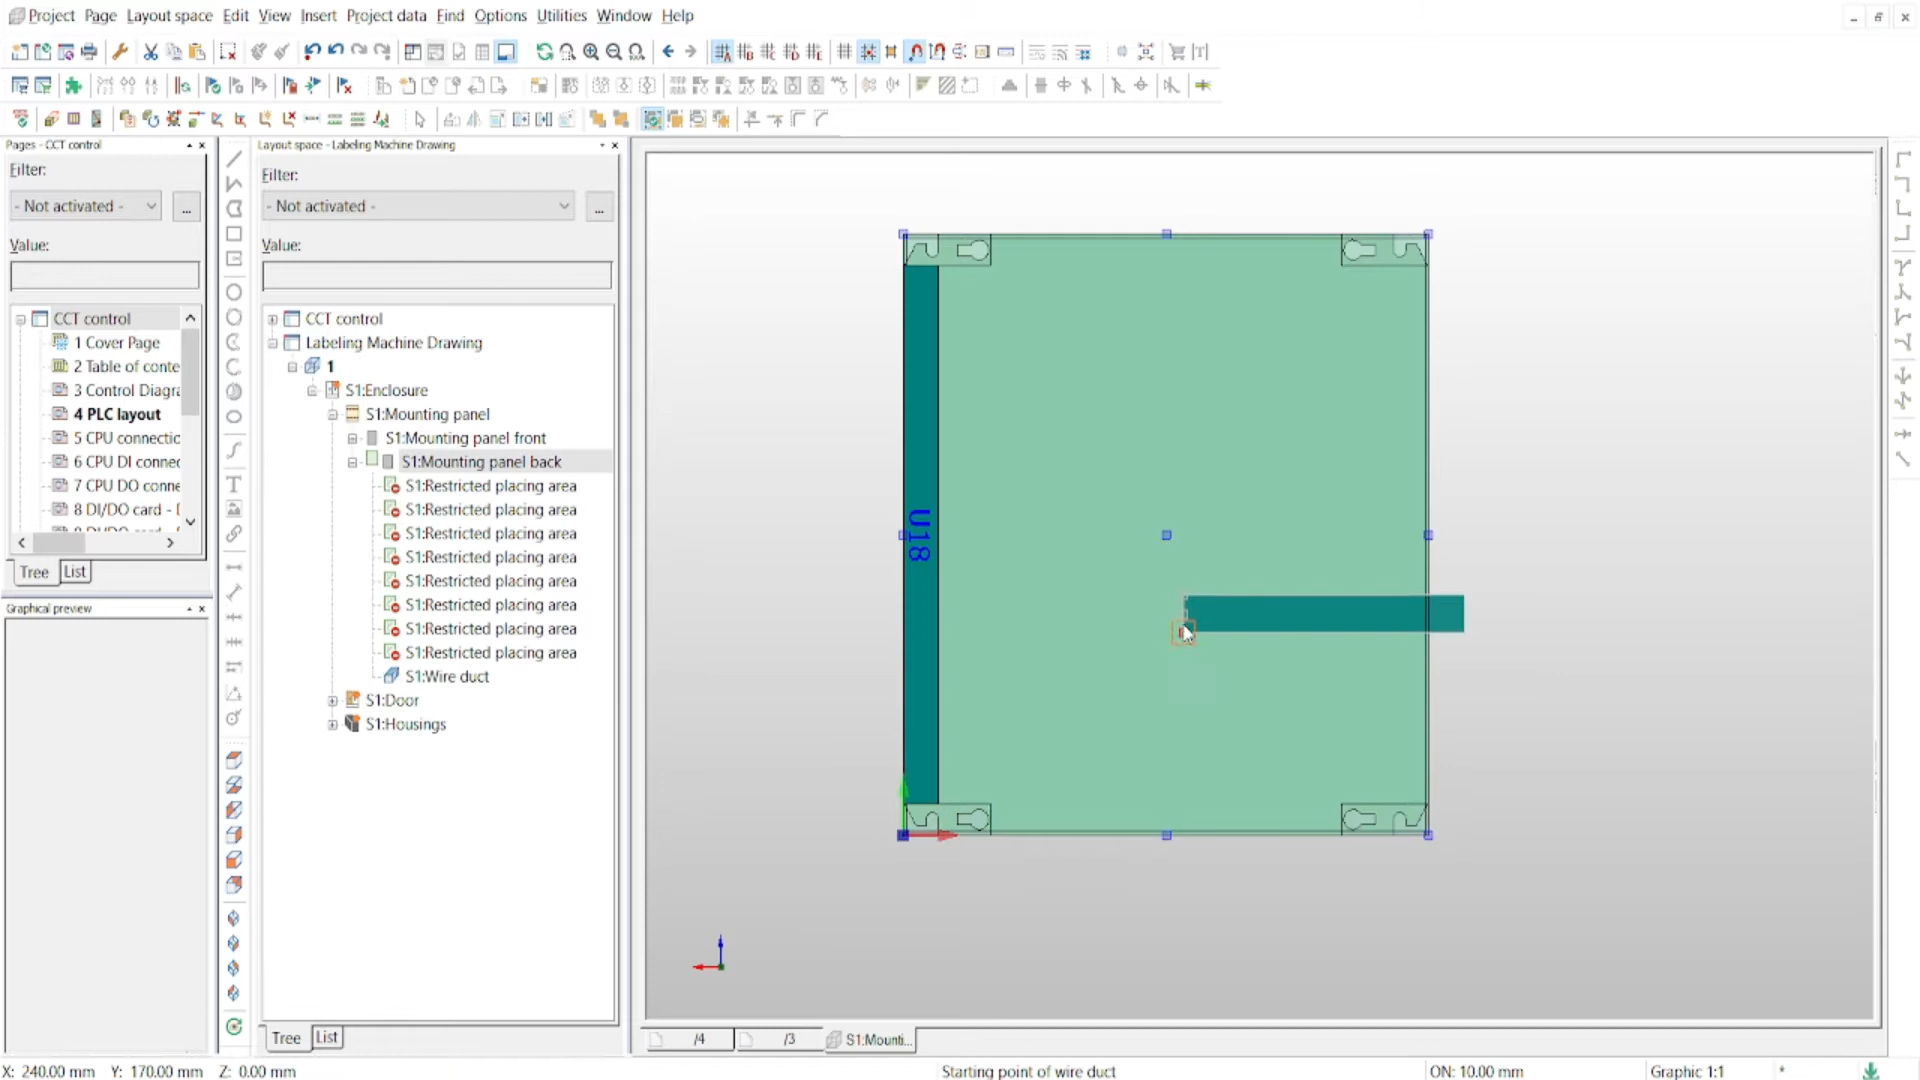 Project Page Layout space Edit View Insert Project data Find Options Utilities Window Help
Pages - CCT control
Filter:
- Not activated -
...
Value:
CCT control
1 Cover Page
2 Table of conte
3 Control Diagra
4 PLC layout
5 CPU connectic
6 CPU DI connec
7 CPU DO conne
8 DI/DO card - D
Tree List
Graphical preview
Layout space - Labeling Machine Drawing
Filter:
- Not activated -
...
Value:
CCT control
Labeling Machine Drawing
1
S1:Enclosure
S1:Mounting panel
S1:Mounting panel front
S1:Mounting panel back
S1:Restricted placing area
S1:Restricted placing area
S1:Restricted placing area
S1:Restricted placing area
S1:Restricted placing area
S1:Restricted placing area
S1:Restricted placing area
S1:Restricted placing area
S1:Wire duct
S1:Door
S1:Housings
Tree List
U18
/4
/3
S1:Mounti...
X: 240.00 mm Y: 170.00 mm Z: 0.00 mm
Starting point of wire duct
ON: 10.00 mm
Graphic 1:1
*